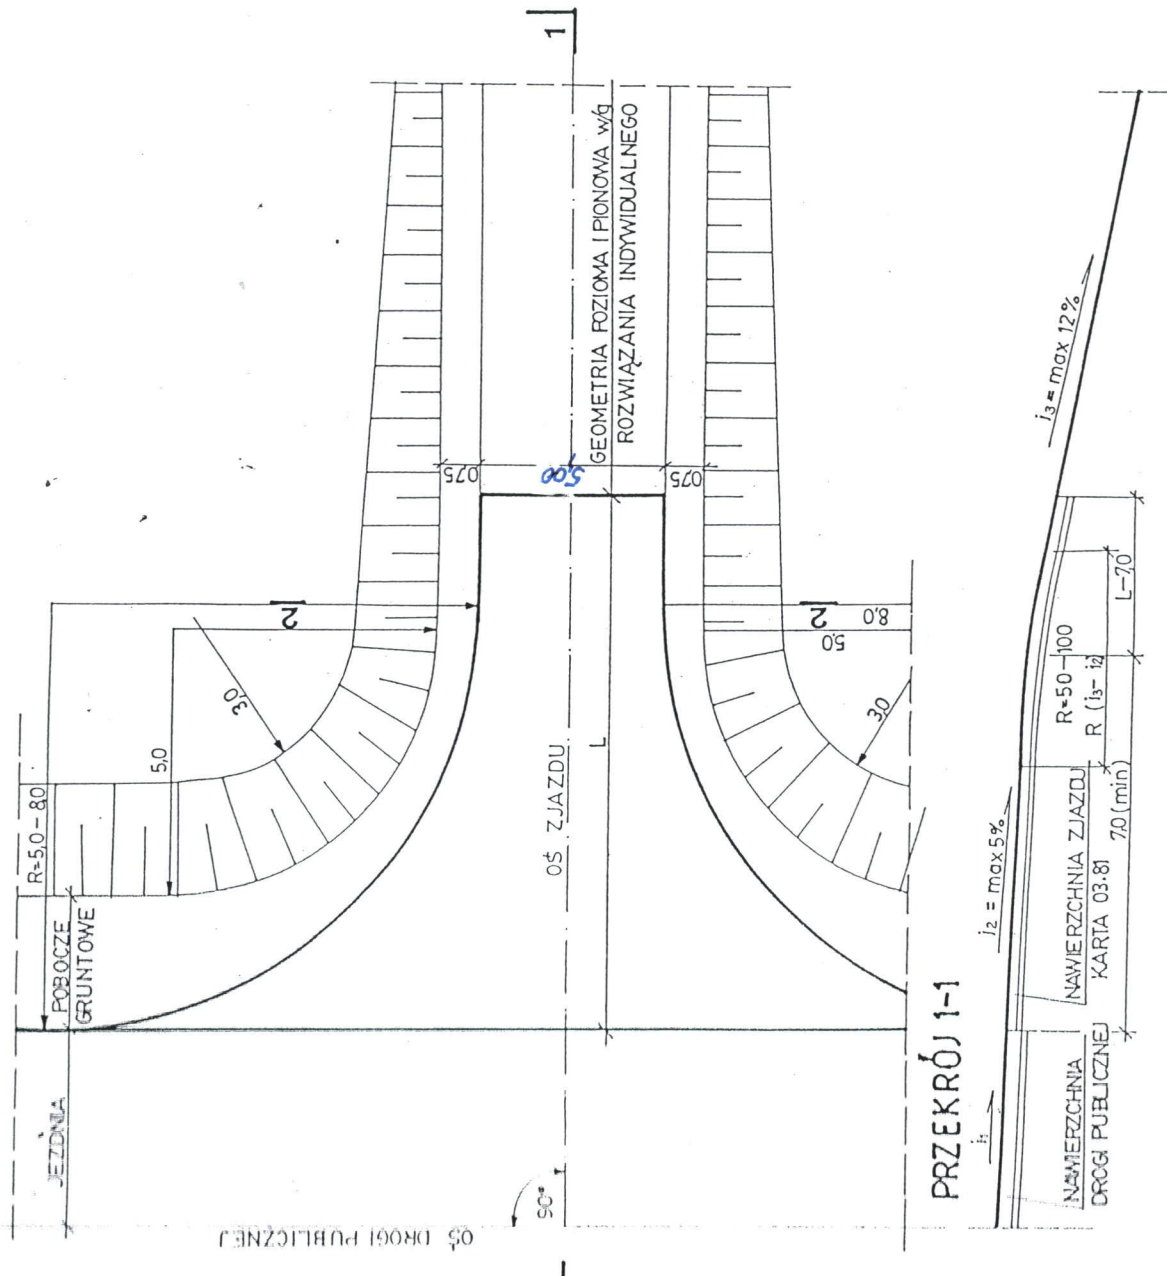 1
GEOMETRIA POZIOMA I PIONOWA w/g
ROZWIĄZANIA INDYWIDUALNEGO
0,75
5,00
0,75
2
2
R=5,0-8,0
5,0
3,0
8,0
5,0
3,0
POBOCZE
GRUNTOWE
JEZDNIA
OŚ ZJAZDU
L
90°
OŚ DROGI PUBLICZNEJ
PRZEKRÓJ 1-1
i₁
i₂ = max 5%
i₃ = max 12%
NAWIERZCHNIA
DROGI PUBLICZNEJ
NAWIERZCHNIA ZJAZDU
KARTA 03.81
7,0 (min)
R=50-100
R (i₃- i₂)
L-7,0